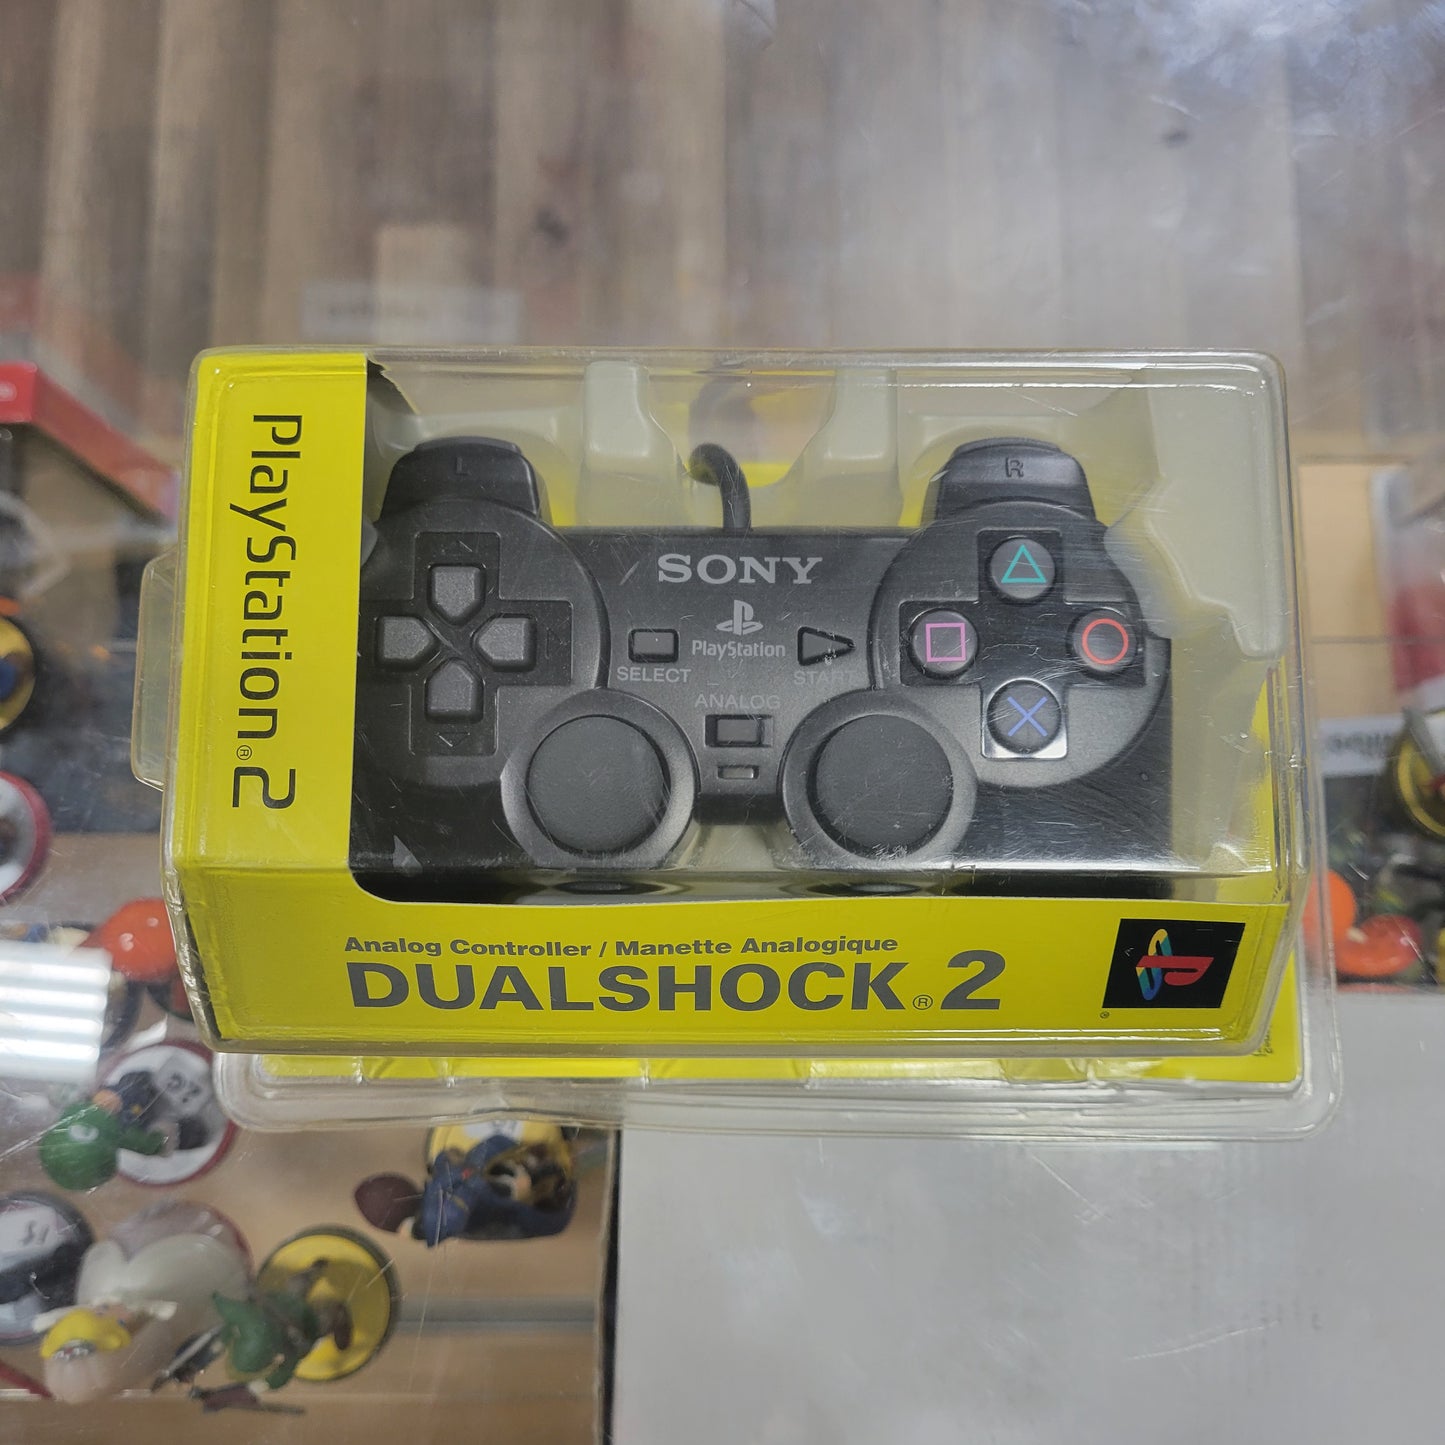 PlayStation®2
L
R
SONY
PlayStation
SELECT
START
ANALOG
Analog Controller / Manette Analogique
DUALSHOCK®2